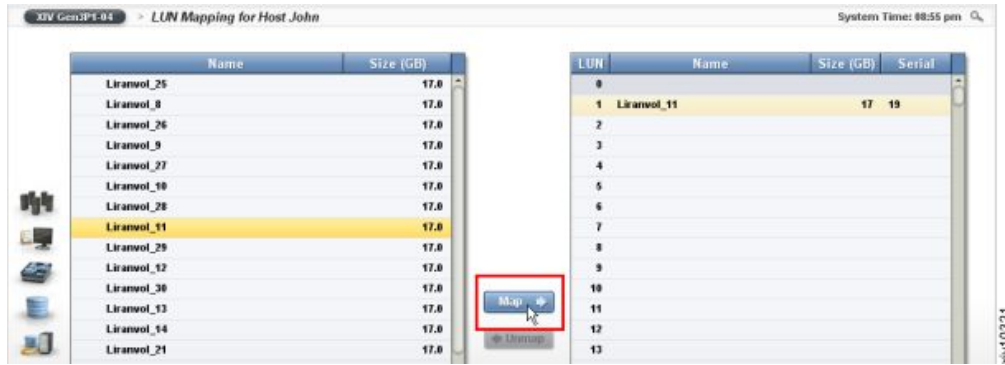 XIV Gen3P1-04 > LUN Mapping for Host John System Time: 08:55 pm
Name Size (GB)
Liranvol_25 17.0
Liranvol_8 17.0
Liranvol_26 17.0
Liranvol_9 17.0
Liranvol_27 17.0
Liranvol_10 17.0
Liranvol_28 17.0
Liranvol_11 17.0
Liranvol_29 17.0
Liranvol_12 17.0
Liranvol_30 17.0
Liranvol_13 17.0
Liranvol_14 17.0
Liranvol_21 17.0
Map
Unmap
LUN Name Size (GB) Serial
0
1 Liranvol_11 17 19
2
3
4
5
6
7
8
9
10
11
12
13
xiv10321